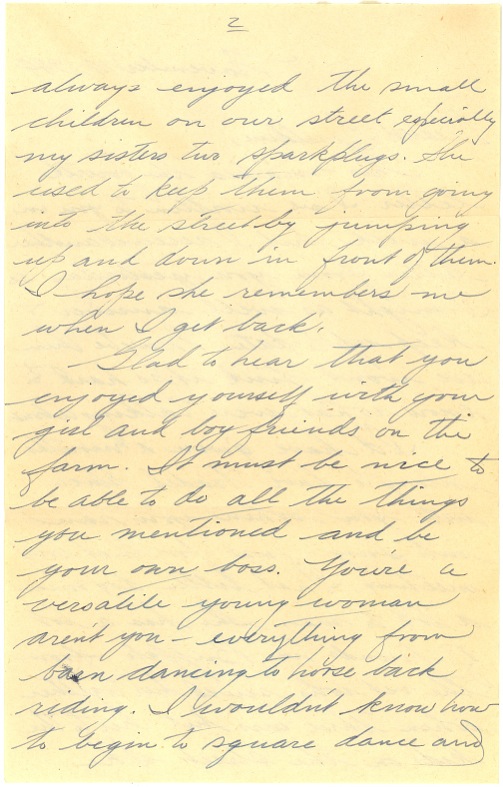 2
always enjoyed the small
children on our street especially
my sisters two sparkplugs. She
used to keep them from going
into the street by jumping
up and down in front of them.
I hope she remembers me
when I get back.
Glad to hear that you
enjoyed yourself with your
girl and boy friends on the
farm. It must be nice to
be able to do all the things
you mentioned and be
your own boss. You're a
versatile young woman
aren't you - everything from
barn dancing to horse back
riding. I wouldn't know how
to begin to square dance and